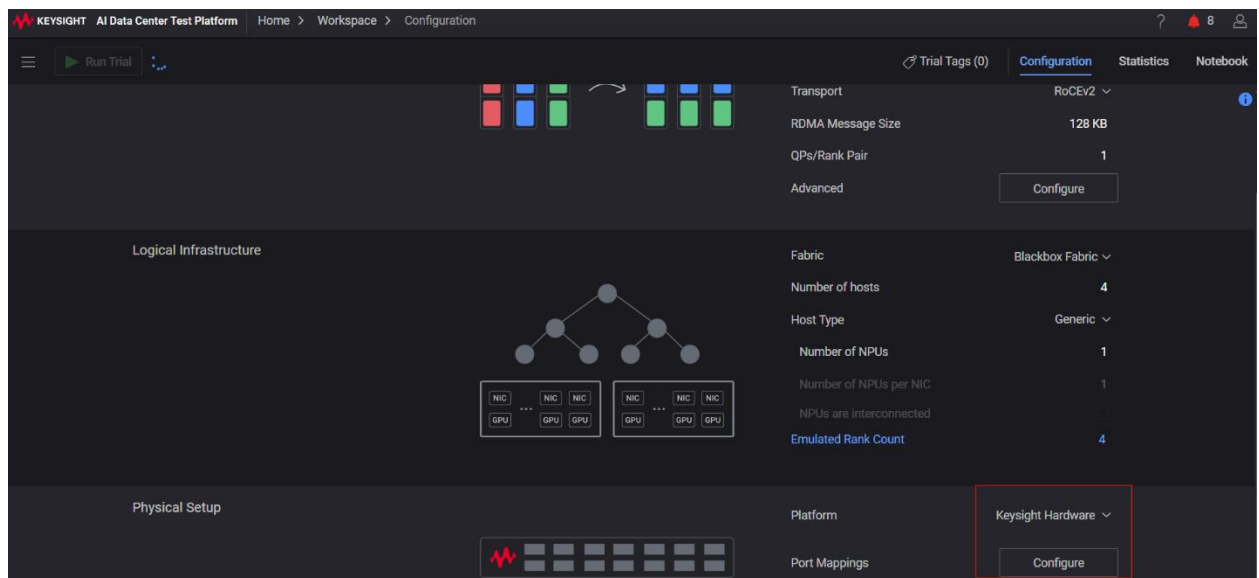 KEYSIGHT AI Data Center Test Platform Home > Workspace > Configuration ? 8
Run Trial Trial Tags (0) Configuration Statistics Notebook
Transport RoCEv2
RDMA Message Size 128 KB
QPs/Rank Pair 1
Advanced Configure
Logical Infrastructure
Fabric Blackbox Fabric
Number of hosts 4
Host Type Generic
Number of NPUs 1
Number of NPUs per NIC 1
NPUs are interconnected
Emulated Rank Count 4
NIC ... NIC NIC NIC ... NIC NIC
GPU GPU GPU GPU GPU GPU
Physical Setup
Platform Keysight Hardware
Port Mappings Configure